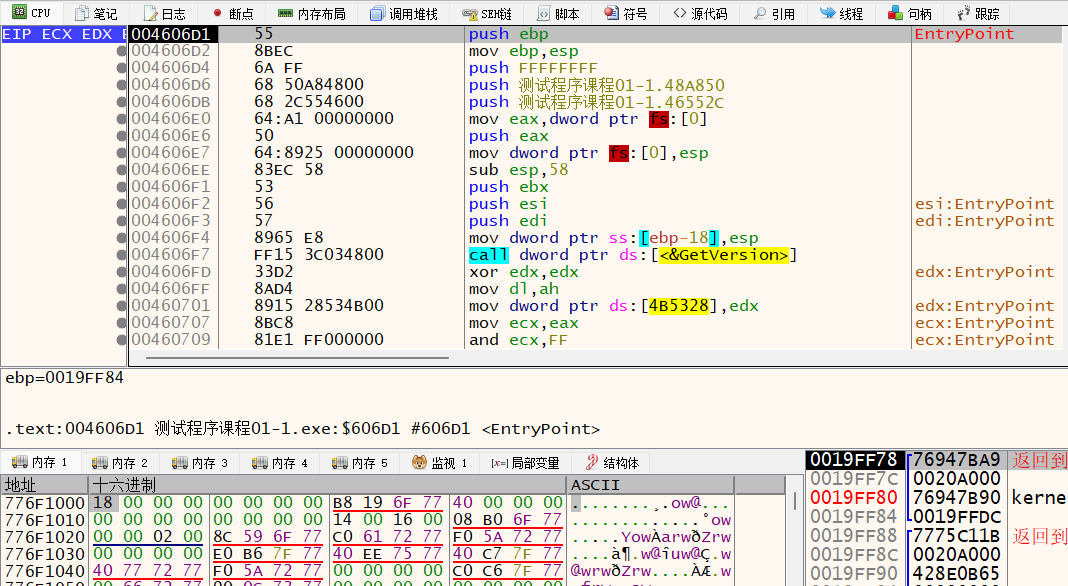 CPU 笔记 日志 断点 内存布局 调用堆栈 SEH链 脚本 符号 源代码 引用 线程 句柄 跟踪
EIP ECX EDX E 004606D1 55 push ebp EntryPoint
004606D2 8BEC mov ebp,esp
004606D4 6A FF push FFFFFFFF
004606D6 68 50A84800 push 测试程序课程01-1.48A850
004606DB 68 2C554600 push 测试程序课程01-1.46552C
004606E0 64:A1 00000000 mov eax,dword ptr fs:[0]
004606E6 50 push eax
004606E7 64:8925 00000000 mov dword ptr fs:[0],esp
004606EE 83EC 58 sub esp,58
004606F1 53 push ebx
004606F2 56 push esi esi:EntryPoint
004606F3 57 push edi edi:EntryPoint
004606F4 8965 E8 mov dword ptr ss:[ebp-18],esp
004606F7 FF15 3C034800 call dword ptr ds:[<&GetVersion>]
004606FD 33D2 xor edx,edx edx:EntryPoint
004606FF 8AD4 mov dl,ah
00460701 8915 28534B00 mov dword ptr ds:[4B5328],edx edx:EntryPoint
00460707 8BC8 mov ecx,eax ecx:EntryPoint
00460709 81E1 FF000000 and ecx,FF ecx:EntryPoint
ebp=0019FF84
.text:004606D1 测试程序课程01-1.exe:$606D1 #606D1 <EntryPoint>
内存 1 内存 2 内存 3 内存 4 内存 5 监视 1 [x=]局部变量 结构体
地址 十六进制 ASCII
776F1000 18 00 00 00 00 00 00 00 B8 19 6F 77 40 00 00 00 ........¸.ow@...
776F1010 00 00 00 00 00 00 00 00 14 00 16 00 08 B0 6F 77 .............°ow
776F1020 00 00 02 00 8C 59 6F 77 C0 61 72 77 F0 5A 72 77 .....YowÀarwðZrw
776F1030 00 00 00 00 E0 B6 7F 77 40 EE 75 77 40 C7 7F 77 ....à¶.w@îuw@Ç.w
776F1040 40 77 72 77 F0 5A 72 77 00 00 00 00 C0 C6 7F 77 @wrwðZrw....ÀÆ.w
0019FF78 76947BA9 返回到
0019FF7C 0020A000
0019FF80 76947B90 kerne
0019FF84 0019FFDC
0019FF88 7775C11B 返回到
0019FF8C 0020A000
0019FF90 428E0B65